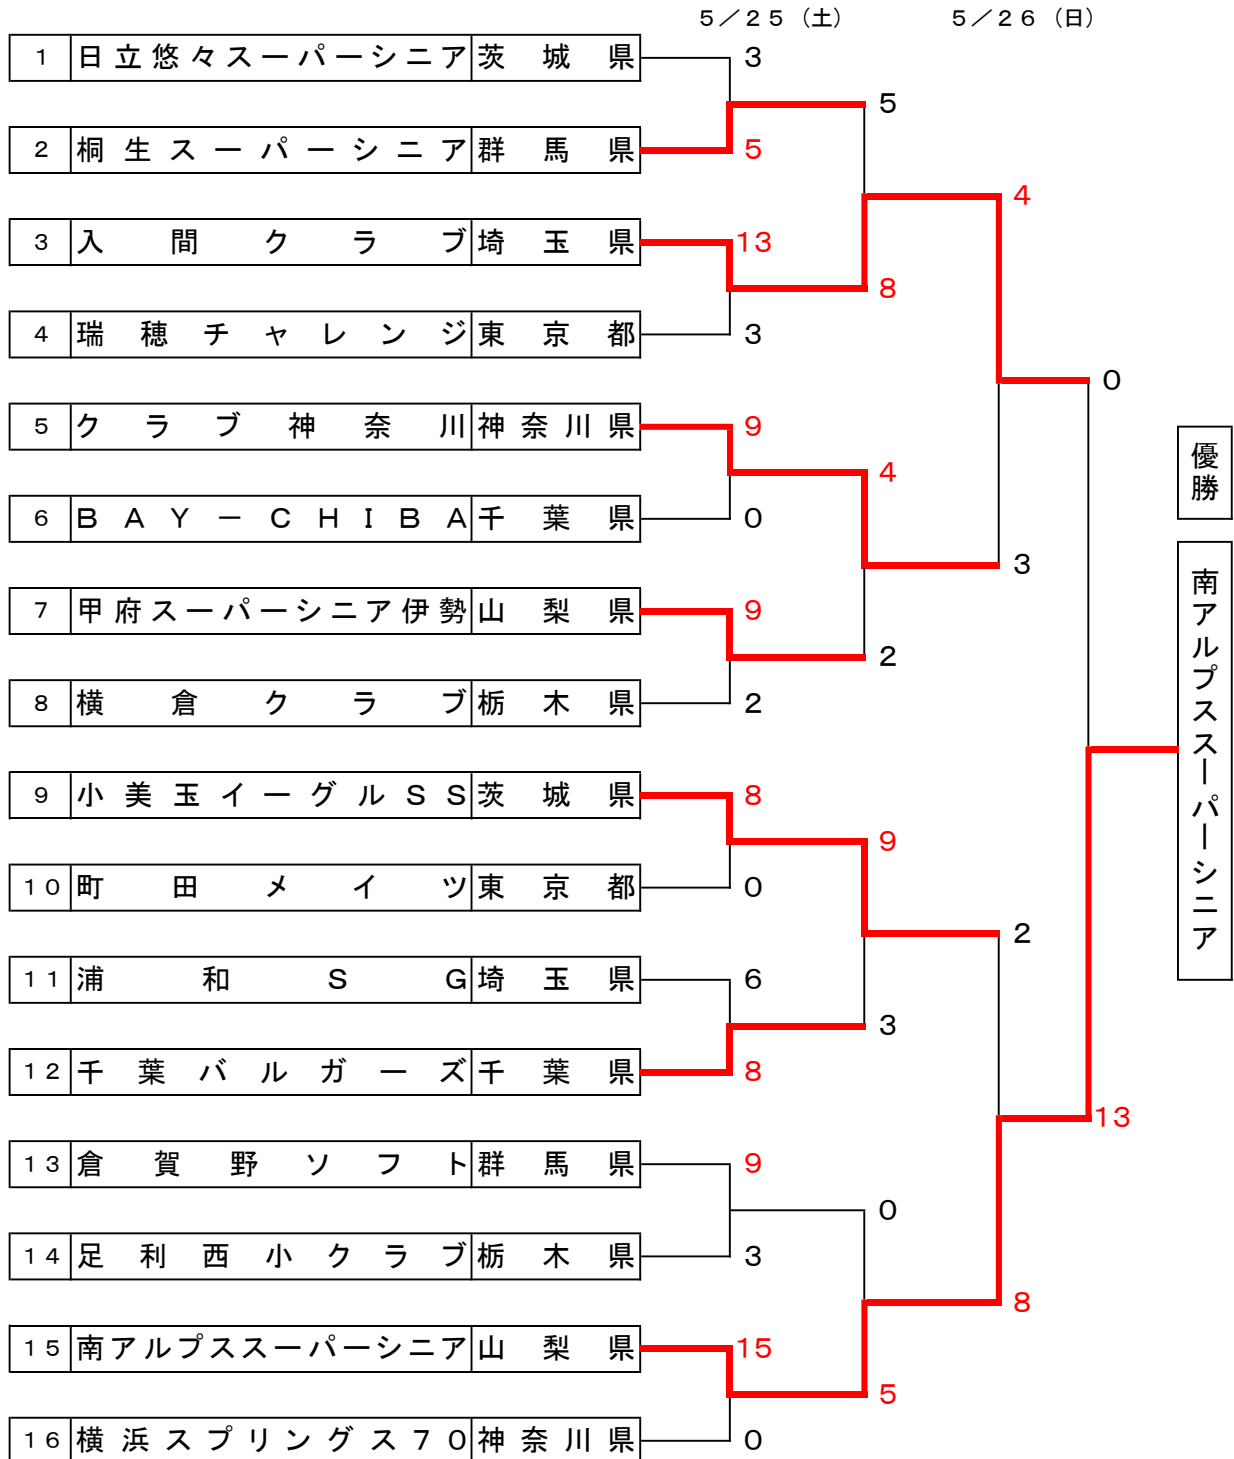 ５／２５（土） ５／２６（日）
1 日立悠々スーパーシニア 茨城県 3
5
2 桐生スーパーシニア 群馬県 5
4
3 入間クラブ 埼玉県 13
8
4 瑞穂チャレンジ 東京都 3
0
5 クラブ神奈川 神奈川県 9
優勝
4
6 ＢＡＹ－ＣＨＩＢＡ 千葉県 0
3
南アルプススーパーシニア
7 甲府スーパーシニア伊勢 山梨県 9
2
8 横倉クラブ 栃木県 2
9 小美玉イーグルＳＳ 茨城県 8
9
10 町田メイツ 東京都 0
2
11 浦和ＳＧ 埼玉県 6
3
12 千葉バルガーズ 千葉県 8
13
13 倉賀野ソフト 群馬県 9
0
14 足利西小クラブ 栃木県 3
8
15 南アルプススーパーシニア 山梨県 15
5
16 横浜スプリングス７０ 神奈川県 0